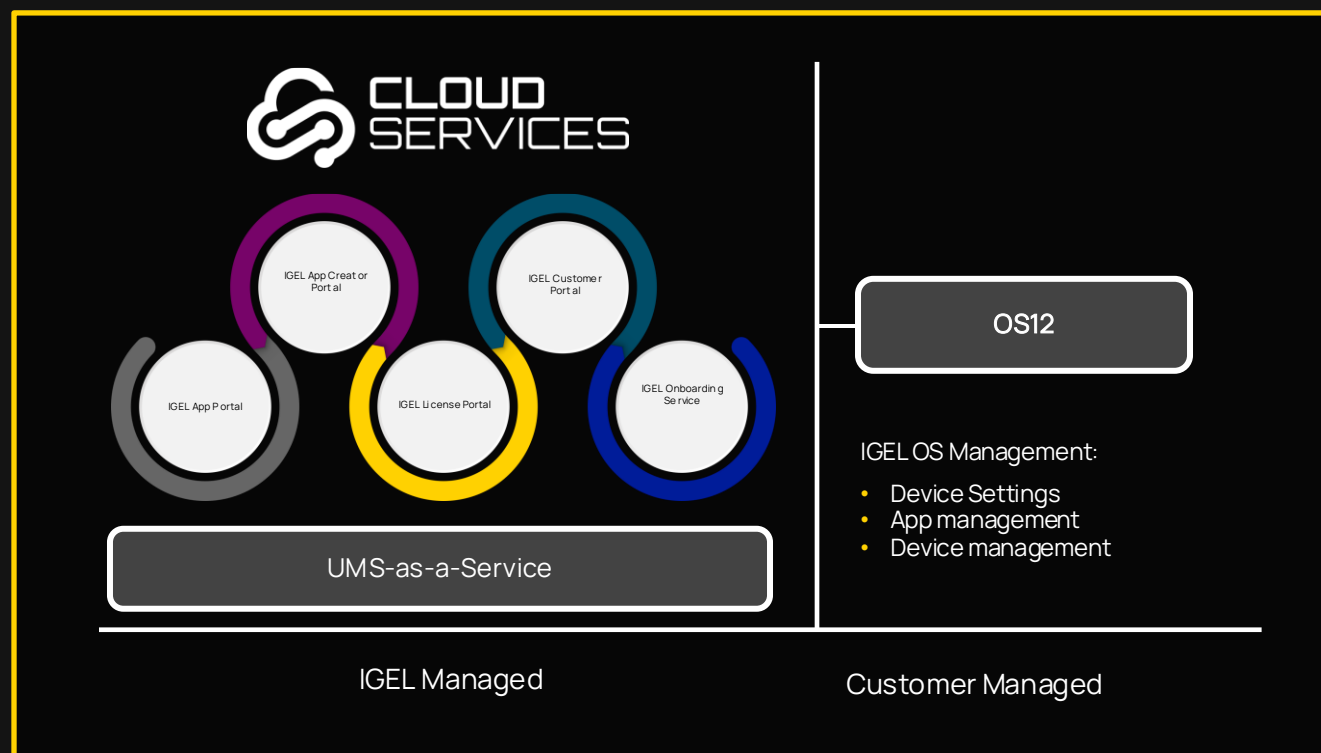 CLOUD
SERVICES
IGEL App Creator
Portal
IGEL Customer
Portal
IGEL App Portal
IGEL License Portal
IGEL Onboarding
Service
UMS-as-a-Service
IGEL Managed
OS12
IGEL OS Management:
• Device Settings
• App management
• Device management
Customer Managed